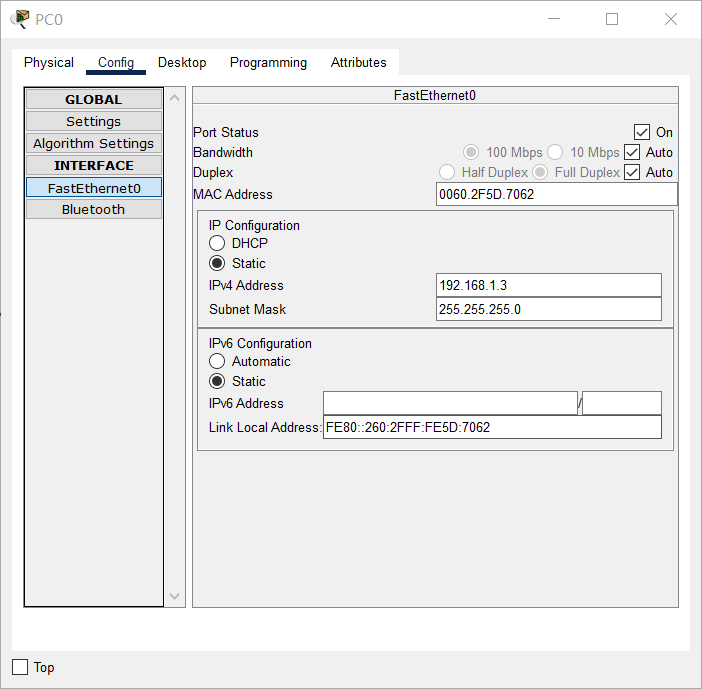 PC0
Physical Config Desktop Programming Attributes
GLOBAL
Settings
Algorithm Settings
INTERFACE
FastEthernet0
Bluetooth
FastEthernet0
Port Status On
Bandwidth 100 Mbps 10 Mbps Auto
Duplex Half Duplex Full Duplex Auto
MAC Address 0060.2F5D.7062
IP Configuration
DHCP
Static
IPv4 Address 192.168.1.3
Subnet Mask 255.255.255.0
IPv6 Configuration
Automatic
Static
IPv6 Address /
Link Local Address: FE80::260:2FFF:FE5D:7062
Top